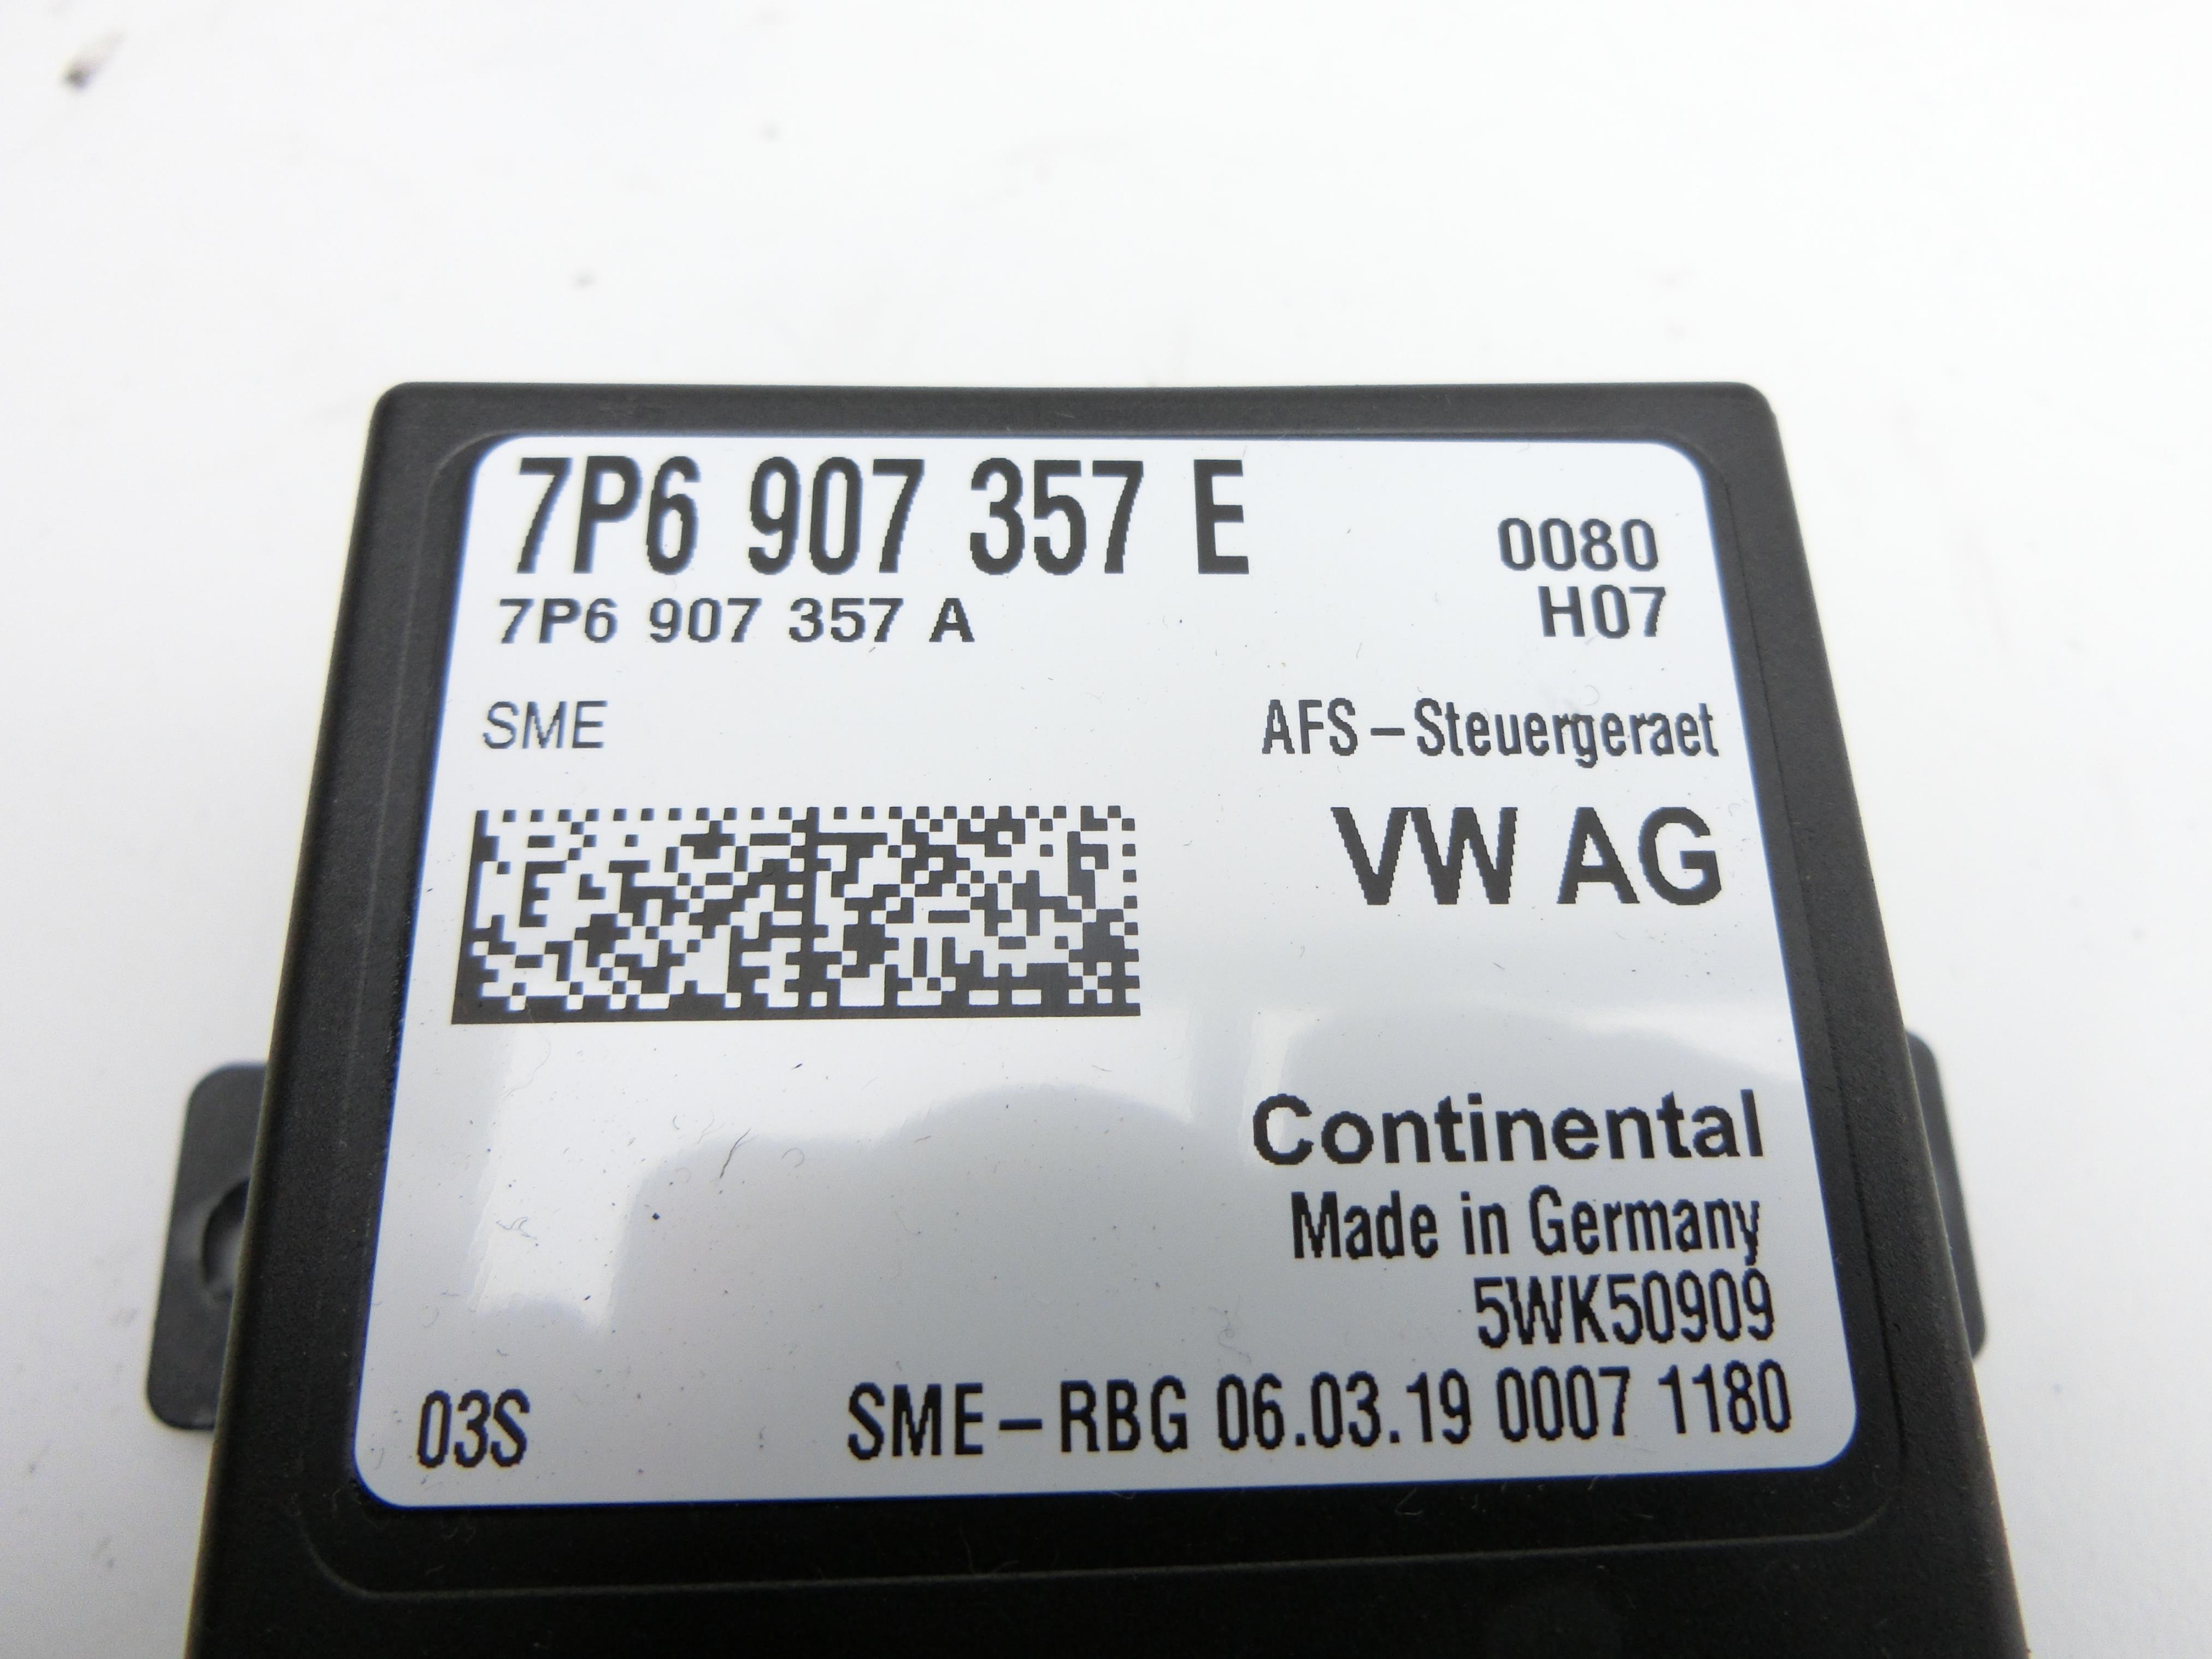 7P6 907 357 E
0080
7P6 907 357 A
H07
SME
AFS-Steuergeraet
VW AG
Continental
Made in Germany
5WK50909
03S
SME-RBG 06.03.19 0007 1180